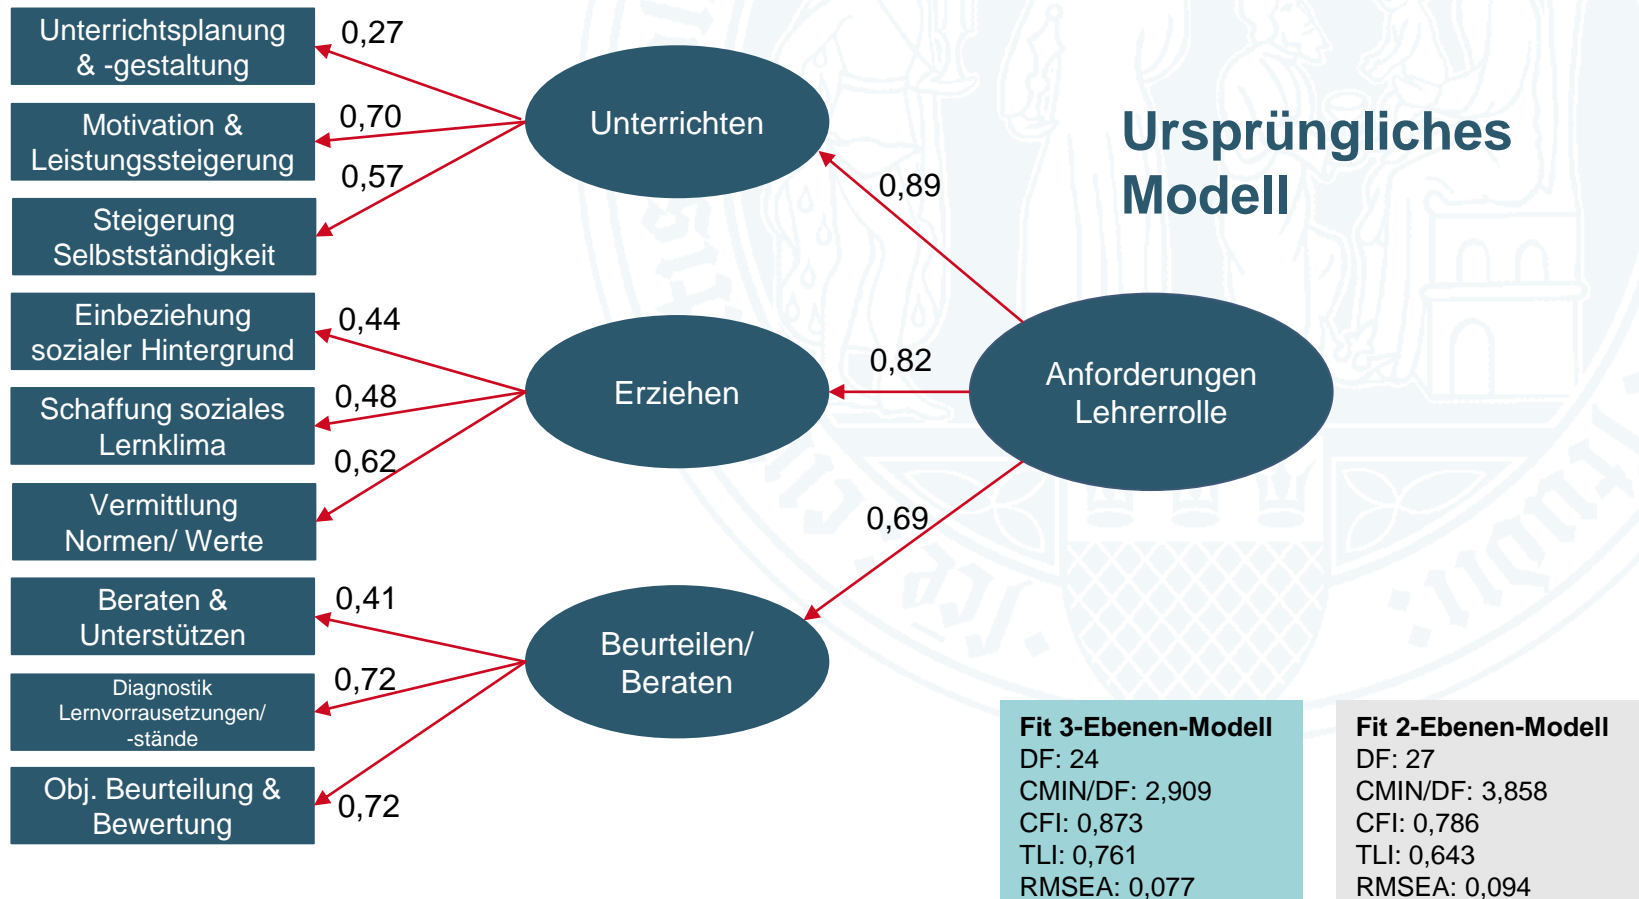 Unterrichtsplanung
& -gestaltung
0,27
Motivation &
Leistungssteigerung
0,70
Steigerung
Selbstständigkeit
0,57
Unterrichten
Einbeziehung
sozialer Hintergrund
0,44
Schaffung soziales
Lernklima
0,48
Vermittlung
Normen/ Werte
0,62
Erziehen
Beraten &
Unterstützen
0,41
Diagnostik
Lernvorrausetzungen/
-stände
0,72
Obj. Beurteilung &
Bewertung
0,72
Beurteilen/
Beraten
0,89
0,82
0,69
Anforderungen
Lehrerrolle
Ursprüngliches
Modell
Fit 3-Ebenen-Modell
DF: 24
CMIN/DF: 2,909
CFI: 0,873
TLI: 0,761
RMSEA: 0,077
Fit 2-Ebenen-Modell
DF: 27
CMIN/DF: 3,858
CFI: 0,786
TLI: 0,643
RMSEA: 0,094